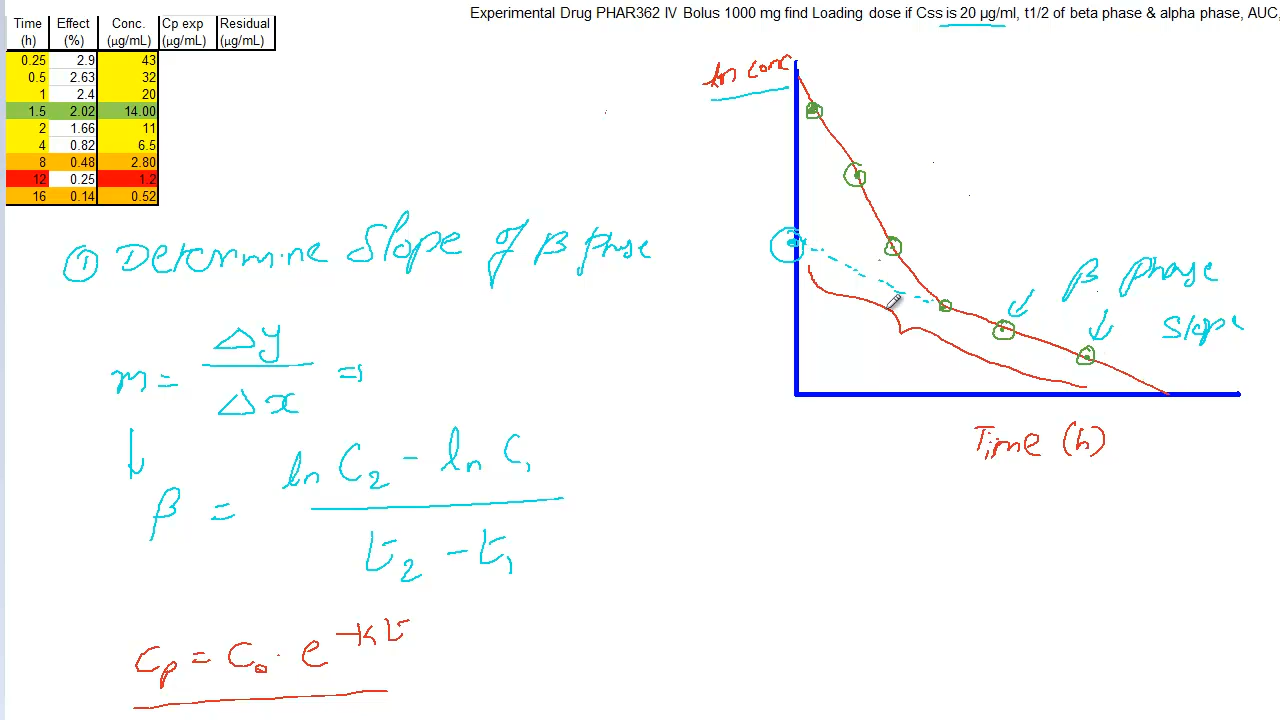 Experimental Drug PHAR362 IV Bolus 1000 mg find Loading dose if Css is 20 µg/ml, t1/2 of beta phase & alpha phase, AUC,
Time Effect Conc. Cp exp Residual
(h) (%) (µg/mL) (µg/mL) (µg/mL)
0.25 2.9 43
0.5 2.63 32
1 2.4 20
1.5 2.02 14.00
2 1.66 11
4 0.82 6.5
8 0.48 2.80
12 0.25 1.2
16 0.14 0.52
ln conc
① Determine Slope of β phase
β phase
Slope
m = Δy / Δx ⇒
β = ln C₂ - ln C₁ / t₂ - t₁
Time (h)
Cp = C₀ . e^-kt